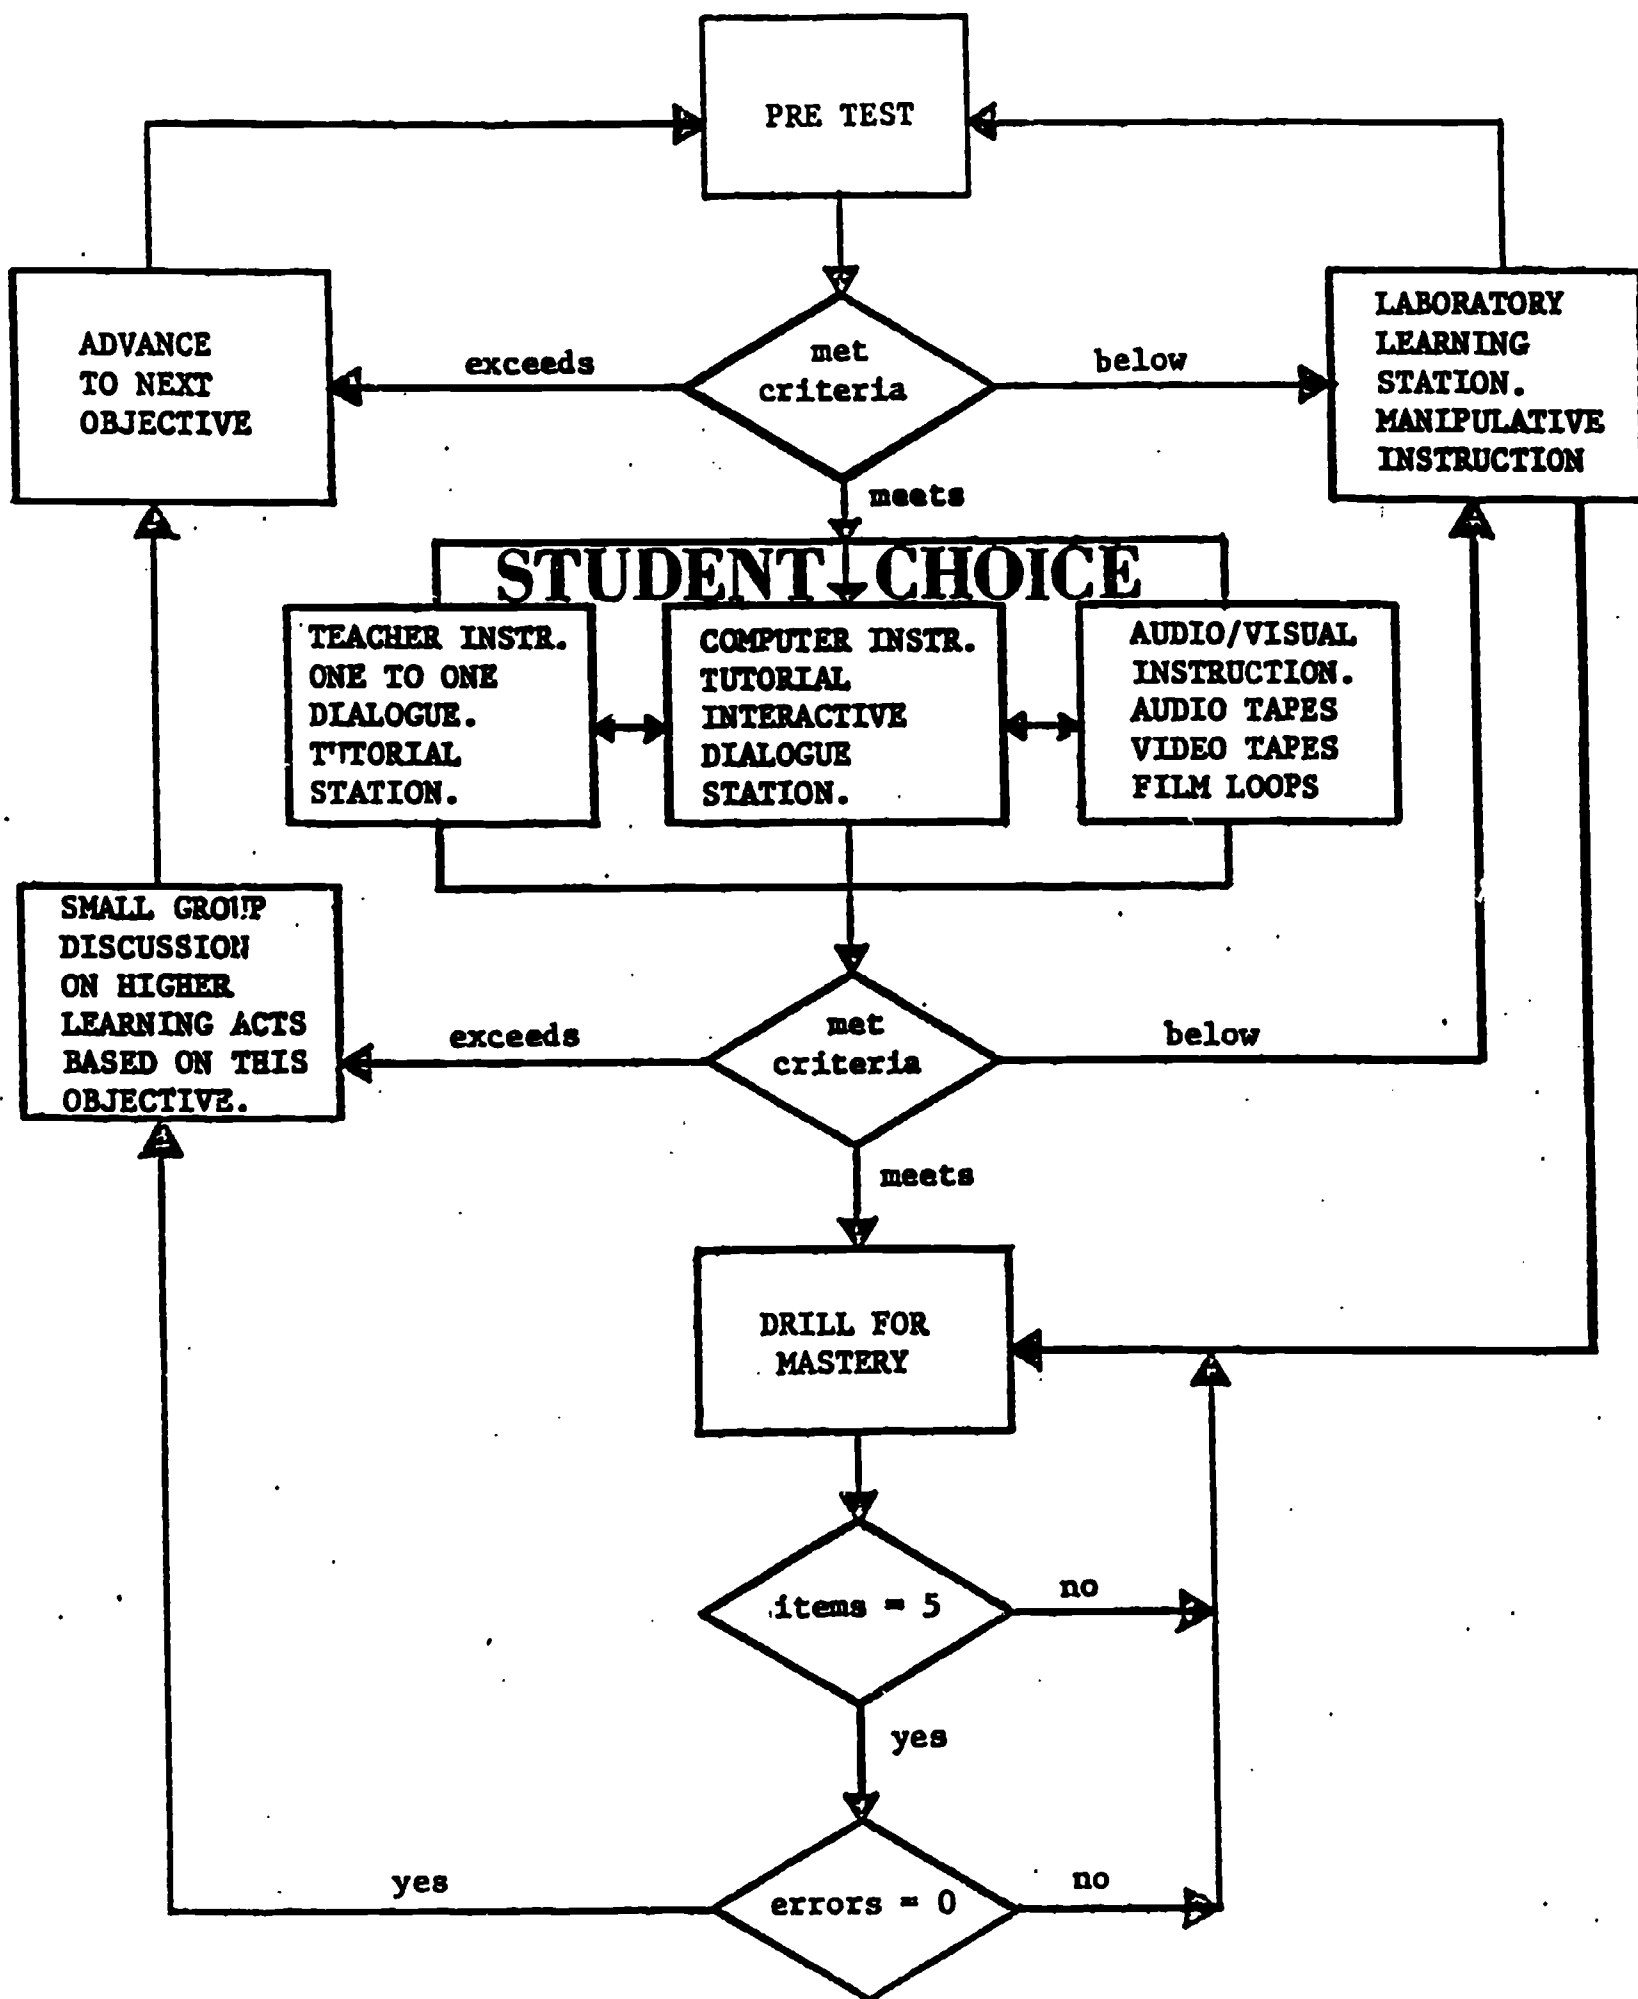 PRE TEST
ADVANCE
TO NEXT
OBJECTIVE
exceeds
met
criteria
below
LABORATORY
LEARNING
STATION.
MANIPULATIVE
INSTRUCTION
meets
STUDENT CHOICE
TEACHER INSTR.
ONE TO ONE
DIALOGUE.
TUTORIAL
STATION.
COMPUTER INSTR.
TUTORIAL
INTERACTIVE
DIALOGUE
STATION.
AUDIO/VISUAL
INSTRUCTION.
AUDIO TAPES
VIDEO TAPES
FILM LOOPS
SMALL GROUP
DISCUSSION
ON HIGHER
LEARNING ACTS
BASED ON THIS
OBJECTIVE.
exceeds
met
criteria
below
meets
DRILL FOR
MASTERY
items = 5
no
yes
errors = 0
yes
no